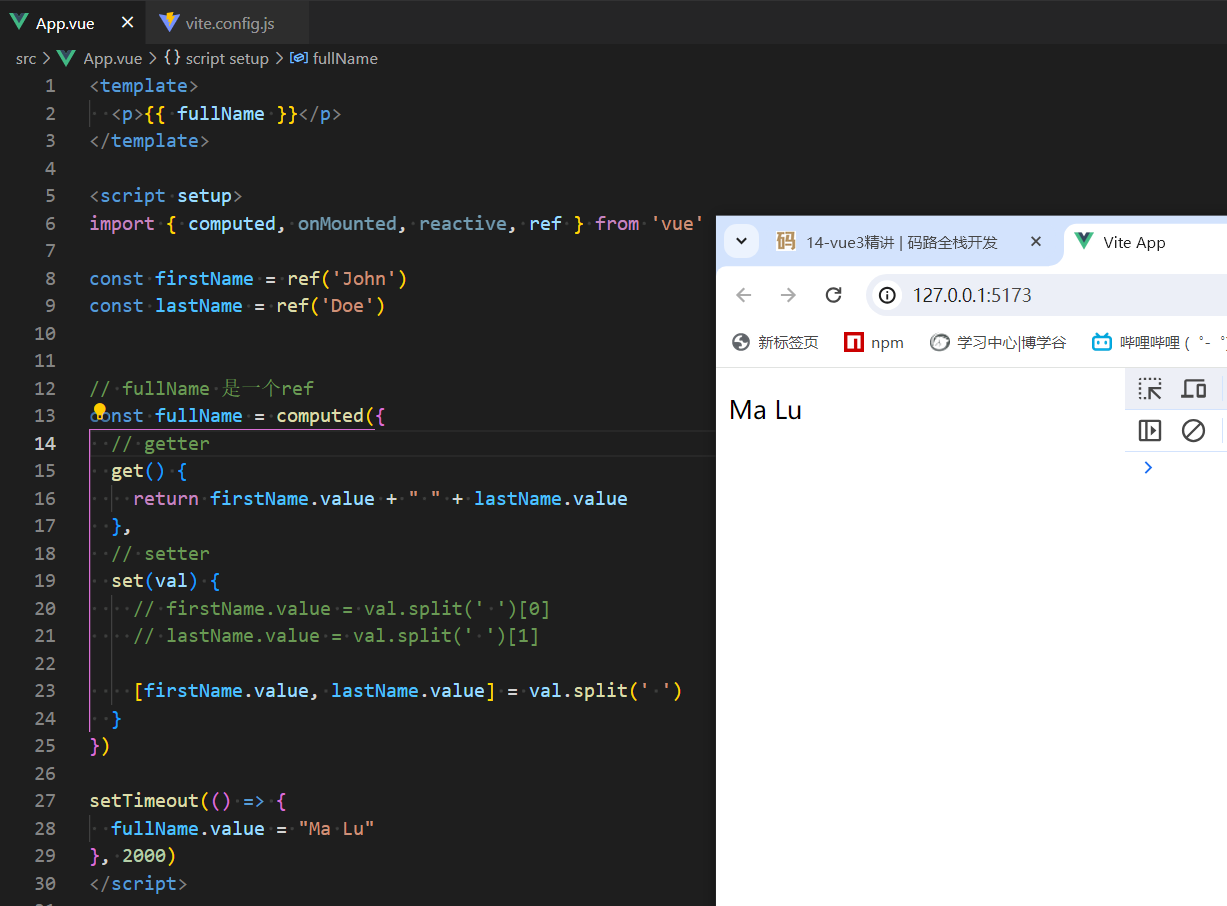 App.vue
vite.config.js
src > App.vue > {} script setup > fullName
1 <template>
2 <p>{{ fullName }}</p>
3 </template>
4
5 <script setup>
6 import { computed, onMounted, reactive, ref } from 'vue'
7
8 const firstName = ref('John')
9 const lastName = ref('Doe')
10
11
12 // fullName 是一个ref
13 const fullName = computed({
14 // getter
15 get() {
16 return firstName.value + " " + lastName.value
17 },
18 // setter
19 set(val) {
20 // firstName.value = val.split(' ')[0]
21 // lastName.value = val.split(' ')[1]
22
23 [firstName.value, lastName.value] = val.split(' ')
24 }
25 })
26
27 setTimeout(() => {
28 fullName.value = "Ma Lu"
29 }, 2000)
30 </script>
码 14-vue3精讲 | 码路全栈开发
Vite App
127.0.0.1:5173
新标签页
npm
学习中心|博学谷
哔哩哔哩 ( ゜- ゜)
Ma Lu